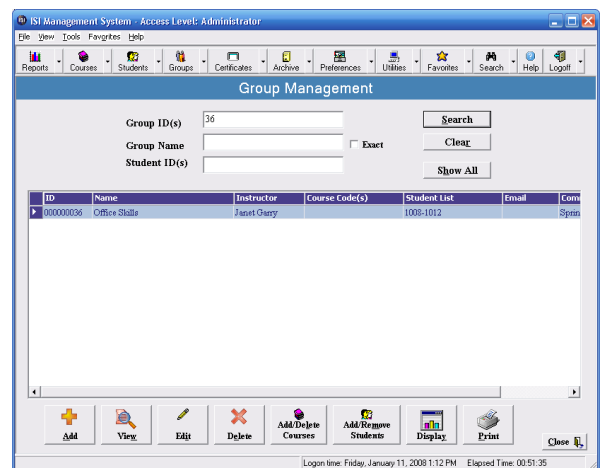 ISI Management System - Access Level: Administrator
File View Tools Favorites Help
Reports Courses Students Groups Certificates Archive Preferences Utilities Favorites Search Help Logoff
Group Management
Group ID(s) 36 Search
Group Name Exact Clear
Student ID(s)
Show All
ID Name Instructor Course Code(s) Student List Email Com
000000036 Office Skills Janet Garry 1008-1012 Sprin
Add View Edit Delete Add/Delete Courses Add/Remove Students Display Print Close
Logon time: Friday, January 11, 2008 1:12 PM Elapsed Time: 00:51:35